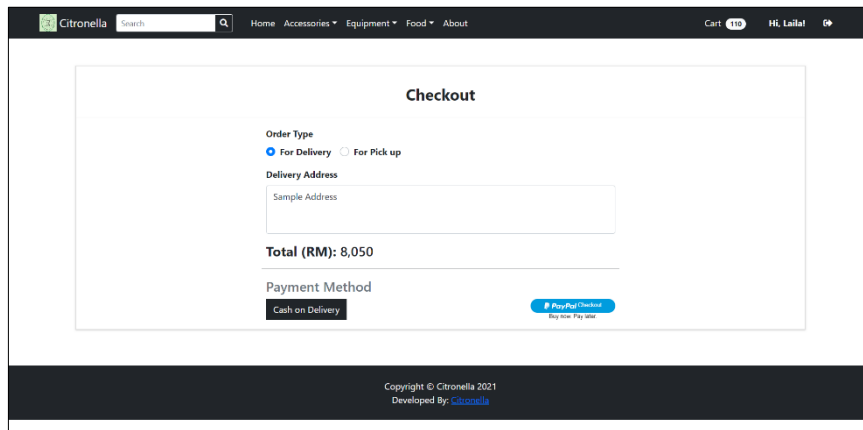 Citronella Search Home Accessories Equipment Food About Cart 110 Hi, Laila!
Checkout
Order Type
For Delivery For Pick up
Delivery Address
Sample Address
Total (RM): 8,050
Payment Method
Cash on Delivery PayPal Checkout
Buy now. Pay later.
Copyright © Citronella 2021
Developed By: Citronella